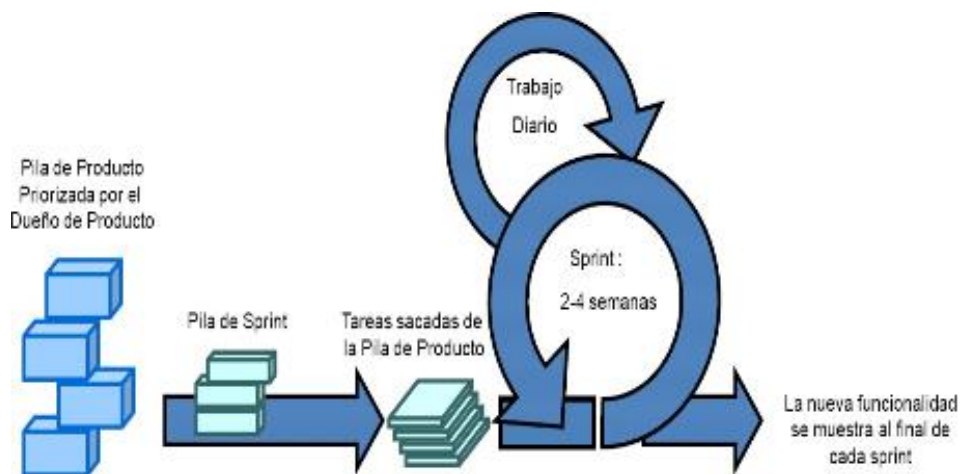 Pila de Producto
Priorizada por el
Dueño de Producto
Pila de Sprint
Tareas sacadas de
la Pila de Producto
Trabajo
Diario
Sprint :
2-4 semanas
La nueva funcionalidad
se muestra al final de
cada sprint